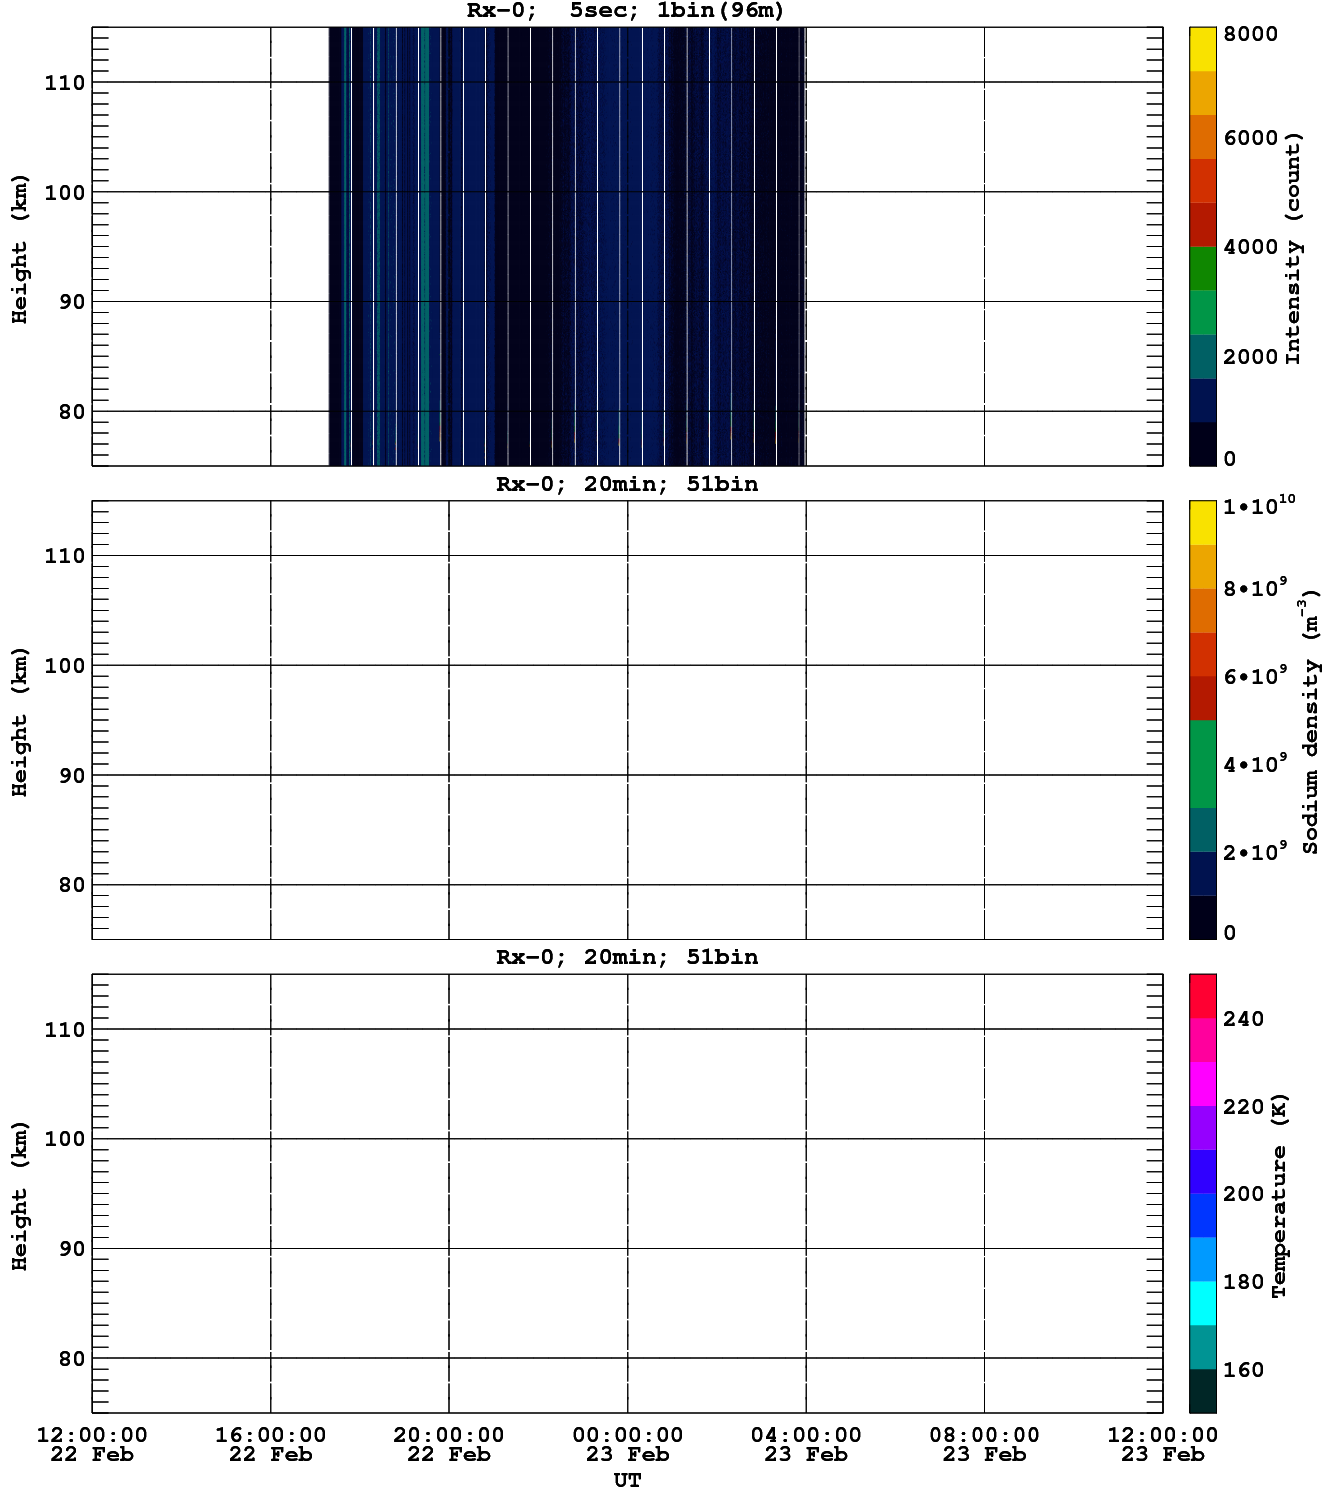 Rx-0;  5sec; 1bin(96m)
Height (km)
110
100
90
80
8000
6000
4000
2000
0
Intensity (count)
Rx-0; 20min; 51bin
Height (km)
110
100
90
80
1•10¹⁰
8•10⁹
6•10⁹
4•10⁹
2•10⁹
0
Sodium density (m⁻³)
Rx-0; 20min; 51bin
Height (km)
110
100
90
80
240
220
200
180
160
Temperature (K)
12:00:00 16:00:00 20:00:00 00:00:00 04:00:00 08:00:00 12:00:00
22 Feb 22 Feb 22 Feb 23 Feb 23 Feb 23 Feb 23 Feb
UT